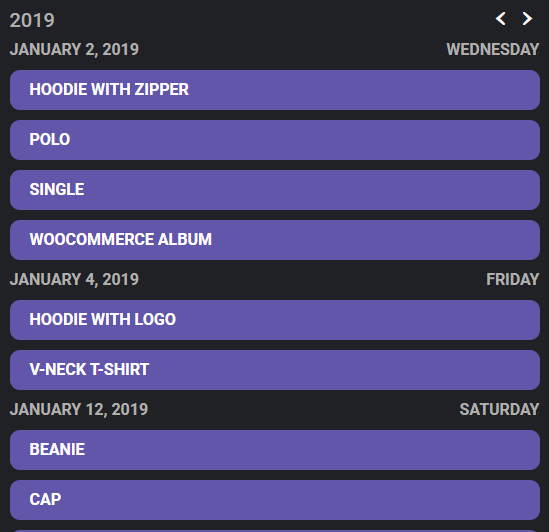 2019
JANUARY 2, 2019 WEDNESDAY
HOODIE WITH ZIPPER
POLO
SINGLE
WOOCOMMERCE ALBUM
JANUARY 4, 2019 FRIDAY
HOODIE WITH LOGO
V-NECK T-SHIRT
JANUARY 12, 2019 SATURDAY
BEANIE
CAP